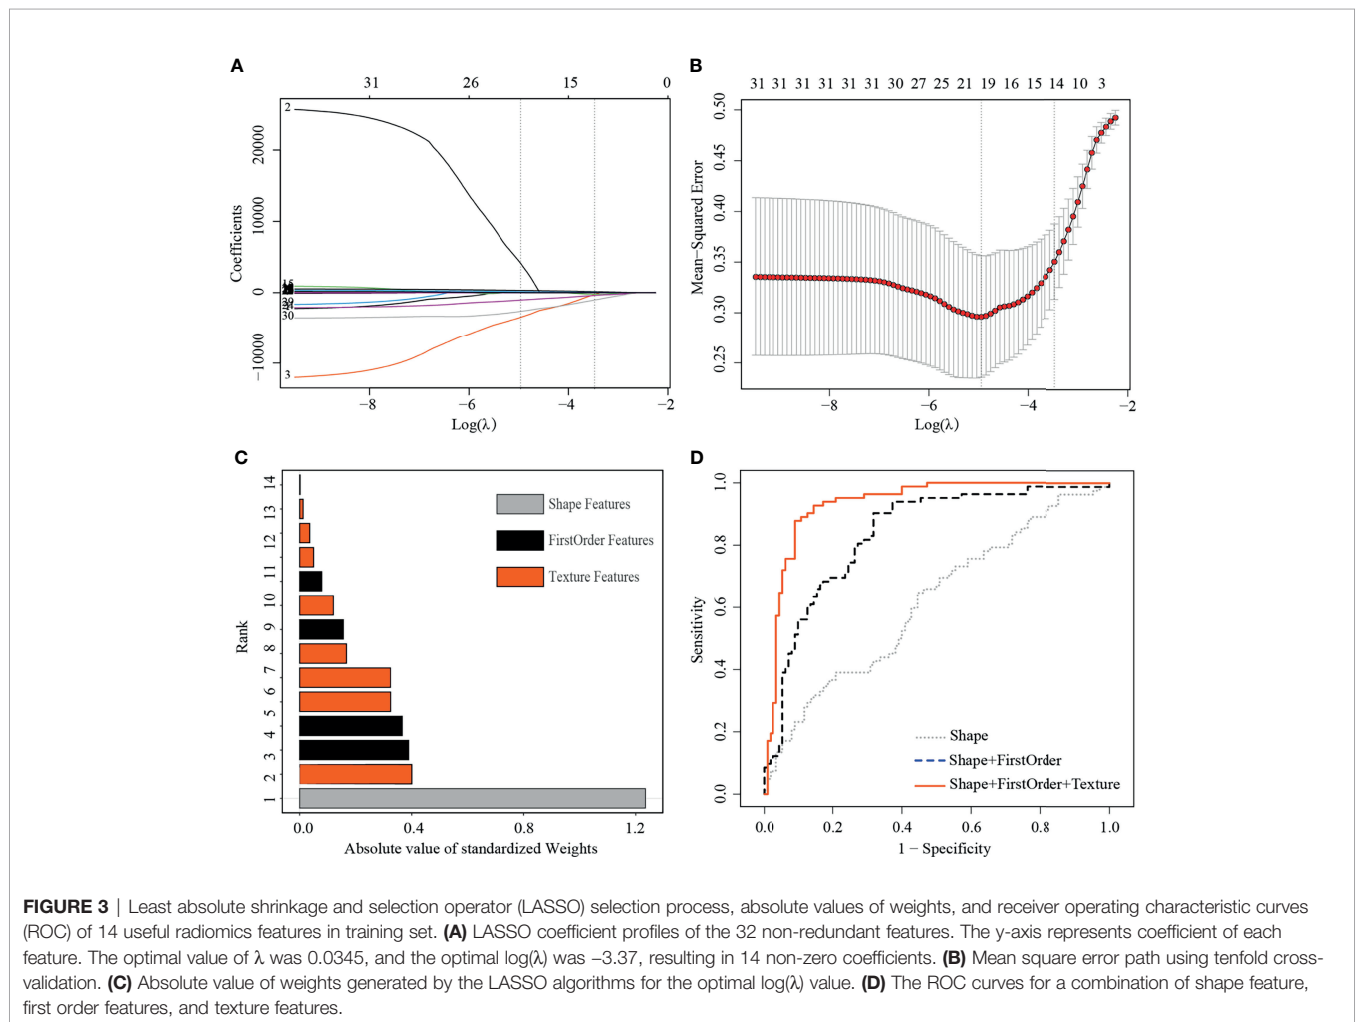 A
31 26 15 0
2
20000
10000
0
−10000
Coefficients
16
29
30
3
−8 −6 −4 −2
Log(λ)
B
31 31 31 31 31 31 30 27 25 21 19 16 15 14 10 3
0.50
0.45
0.40
0.35
0.30
0.25
Mean−Squared Error
−8 −6 −4 −2
Log(λ)
C
14
13
12
11
10
9
8
7
6
5
4
3
2
1
Rank
Shape Features
FirstOrder Features
Texture Features
0.0 0.4 0.8 1.2
Absolute value of standardized Weights
D
1.0
0.8
0.6
0.4
0.2
0.0
Sensitivity
Shape
Shape+FirstOrder
Shape+FirstOrder+Texture
0.0 0.2 0.4 0.6 0.8 1.0
1 − Specificity
FIGURE 3 | Least absolute shrinkage and selection operator (LASSO) selection process, absolute values of weights, and receiver operating characteristic curves
(ROC) of 14 useful radiomics features in training set. (A) LASSO coefficient profiles of the 32 non-redundant features. The y-axis represents coefficient of each
feature. The optimal value of λ was 0.0345, and the optimal log(λ) was −3.37, resulting in 14 non-zero coefficients. (B) Mean square error path using tenfold cross-
validation. (C) Absolute value of weights generated by the LASSO algorithms for the optimal log(λ) value. (D) The ROC curves for a combination of shape feature,
first order features, and texture features.